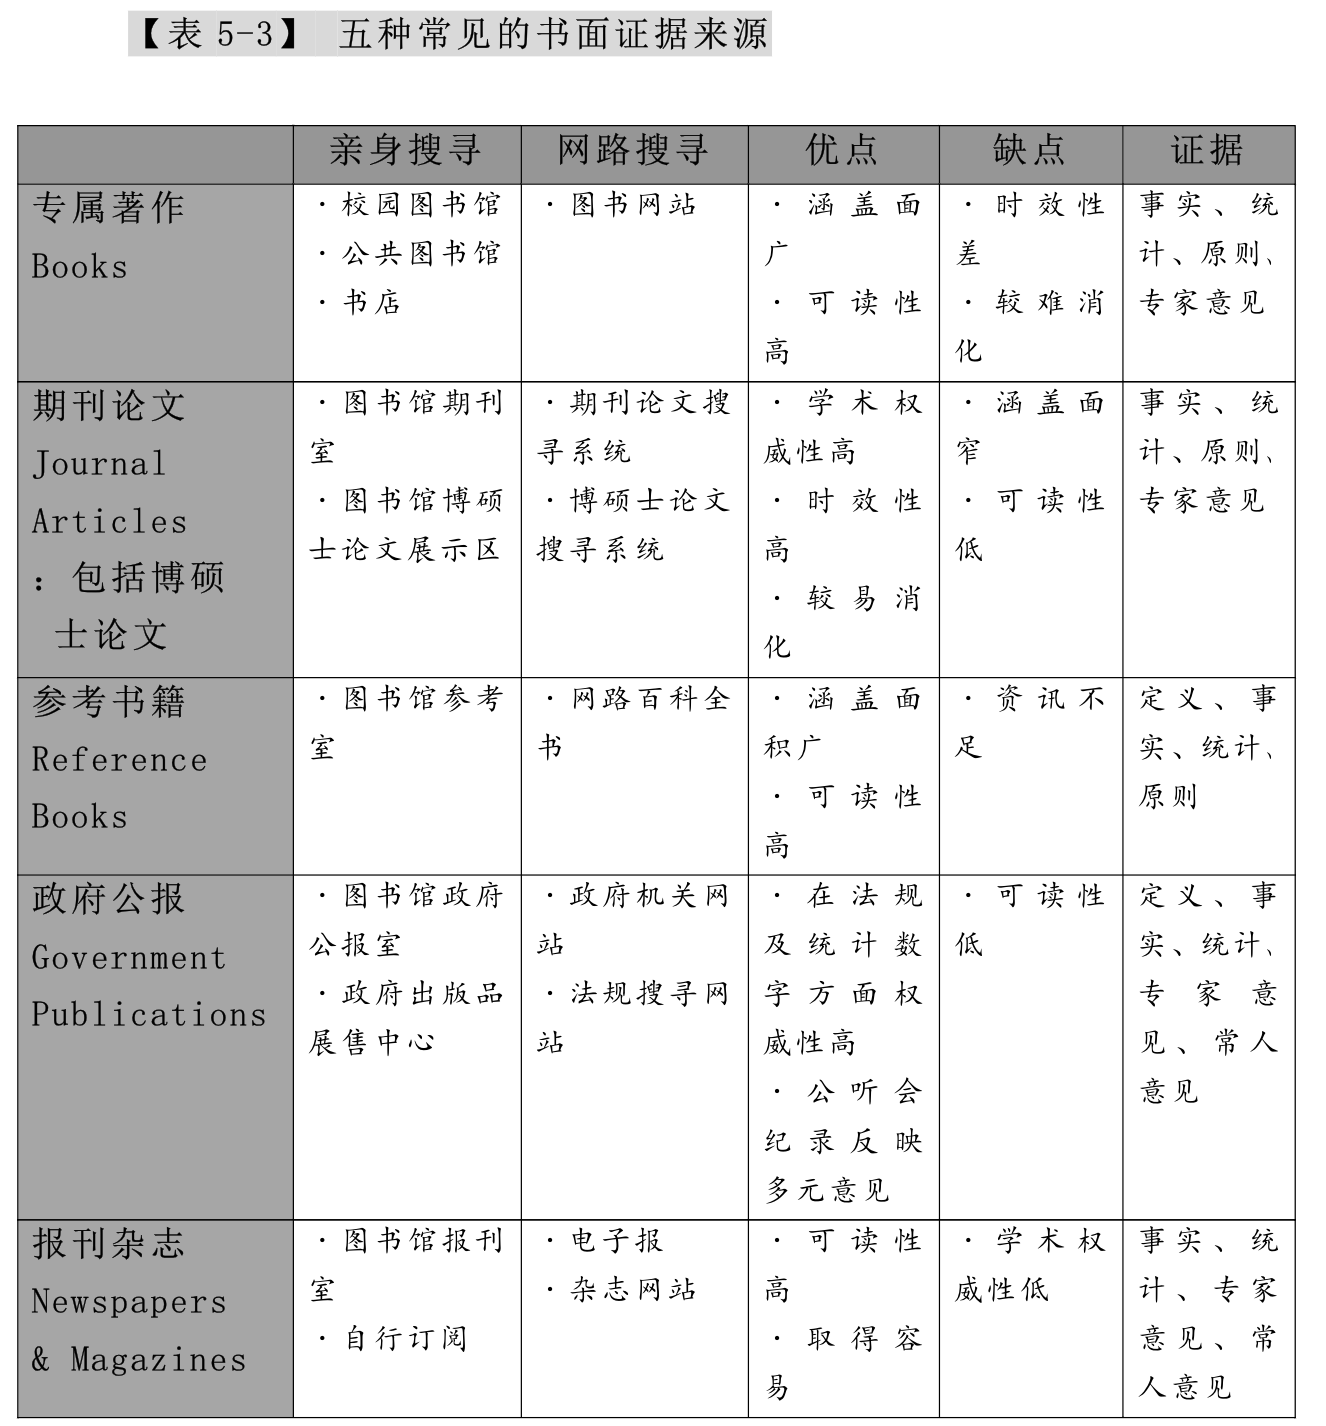 【表 5-3】 五种常见的书面证据来源
亲身搜寻 网路搜寻 优点 缺点 证据
专属著作
Books
·校园图书馆
·公共图书馆
·书店
·图书网站
·涵盖面
广
·可读性
高
·时效性
差
·较难消
化
事实、统
计、原则、
专家意见
期刊论文
Journal
Articles
：包括博硕
士论文
·图书馆期刊
室
·图书馆博硕
士论文展示区
·期刊论文搜
寻系统
·博硕士论文
搜寻系统
·学术权
威性高
·时效性
高
·较易消
化
·涵盖面
窄
·可读性
低
事实、统
计、原则、
专家意见
参考书籍
Reference
Books
·图书馆参考
室
·网路百科全
书
·涵盖面
积广
·可读性
高
·资讯不
足
定义、事
实、统计、
原则
政府公报
Government
Publications
·图书馆政府
公报室
·政府出版品
展售中心
·政府机关网
站
·法规搜寻网
站
·在法规
及统计数
字方面权
威性高
·公听会
纪录反映
多元意见
·可读性
低
定义、事
实、统计、
专家意
见、常人
意见
报刊杂志
Newspapers
& Magazines
·图书馆报刊
室
·自行订阅
·电子报
·杂志网站
·可读性
高
·取得容
易
·学术权
威性低
事实、统
计、专家
意见、常
人意见